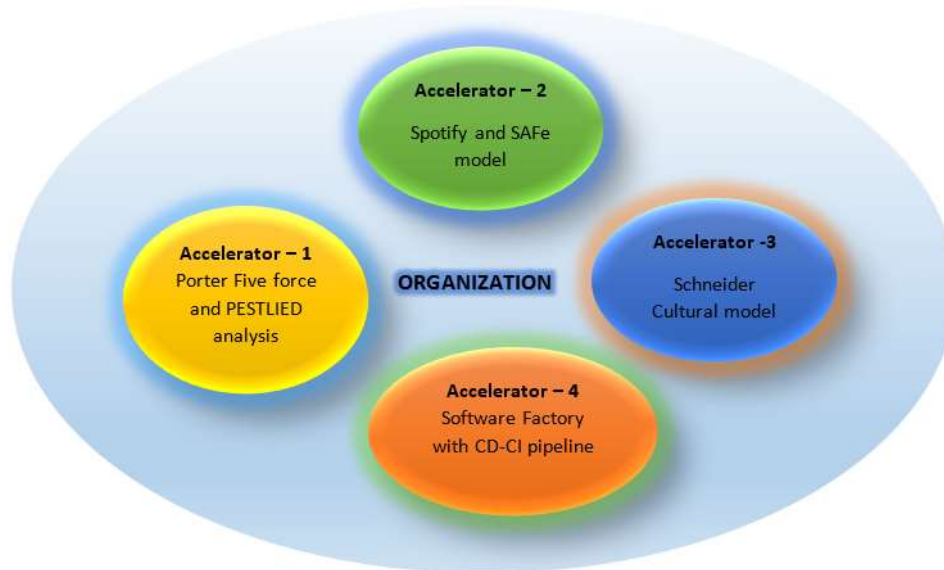 Accelerator – 2
Spotify and SAFe
model
Accelerator – 1
Porter Five force
and PESTLIED
analysis
ORGANIZATION
Accelerator -3
Schneider
Cultural model
Accelerator – 4
Software Factory
with CD-CI pipeline